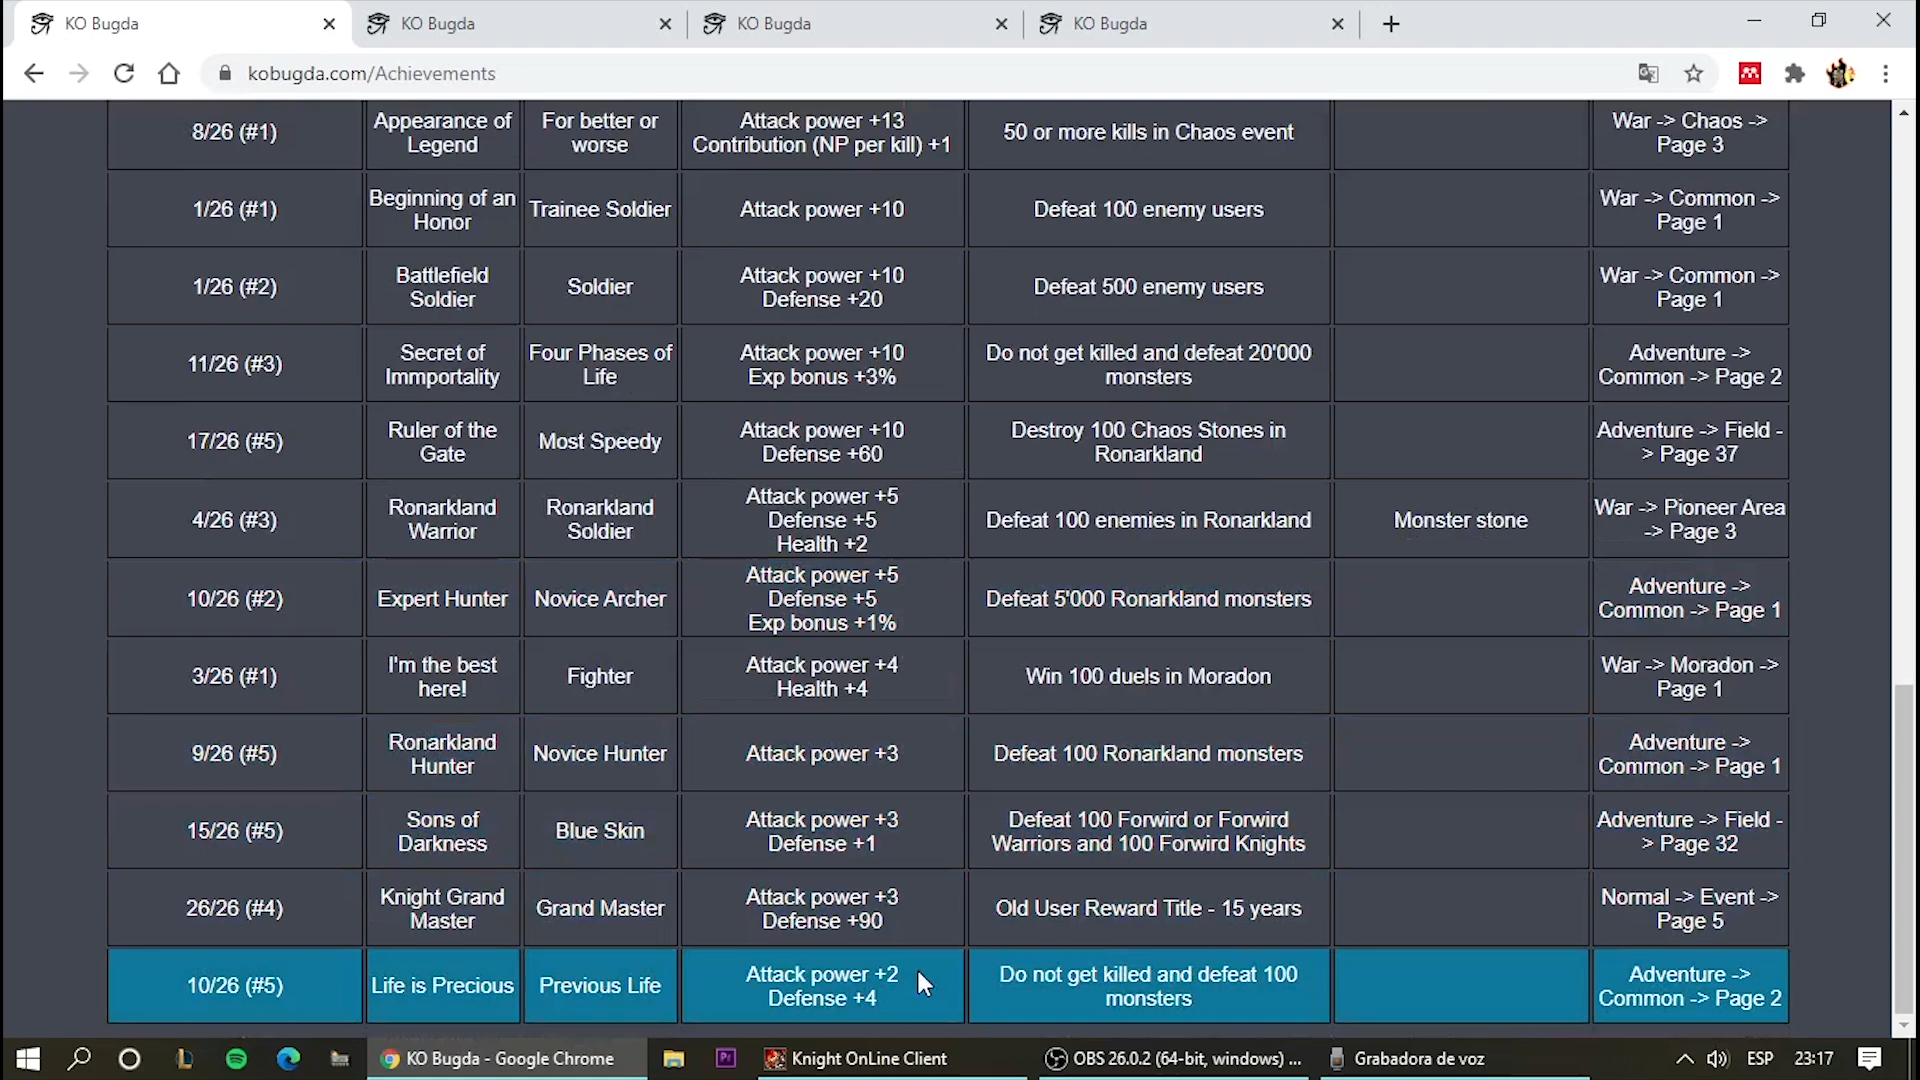 KO Bugda
KO Bugda
KO Bugda
KO Bugda
kobugda.com/Achievements
8/26 (#1)
Appearance of
Legend
For better or
worse
Attack power +13
Contribution (NP per kill) +1
50 or more kills in Chaos event
War -> Chaos ->
Page 3
1/26 (#1)
Beginning of an
Honor
Trainee Soldier
Attack power +10
Defeat 100 enemy users
War -> Common ->
Page 1
1/26 (#2)
Battlefield
Soldier
Soldier
Attack power +10
Defense +20
Defeat 500 enemy users
War -> Common ->
Page 1
11/26 (#3)
Secret of
Immportality
Four Phases of
Life
Attack power +10
Exp bonus +3%
Do not get killed and defeat 20'000
monsters
Adventure ->
Common -> Page 2
17/26 (#5)
Ruler of the
Gate
Most Speedy
Attack power +10
Defense +60
Destroy 100 Chaos Stones in
Ronarkland
Adventure -> Field -
> Page 37
4/26 (#3)
Ronarkland
Warrior
Ronarkland
Soldier
Attack power +5
Defense +5
Health +2
Defeat 100 enemies in Ronarkland
Monster stone
War -> Pioneer Area
-> Page 3
10/26 (#2)
Expert Hunter
Novice Archer
Attack power +5
Defense +5
Exp bonus +1%
Defeat 5'000 Ronarkland monsters
Adventure ->
Common -> Page 1
3/26 (#1)
I'm the best
here!
Fighter
Attack power +4
Health +4
Win 100 duels in Moradon
War -> Moradon ->
Page 1
9/26 (#5)
Ronarkland
Hunter
Novice Hunter
Attack power +3
Defeat 100 Ronarkland monsters
Adventure ->
Common -> Page 1
15/26 (#5)
Sons of
Darkness
Blue Skin
Attack power +3
Defense +1
Defeat 100 Forwird or Forwird
Warriors and 100 Forwird Knights
Adventure -> Field -
> Page 32
26/26 (#4)
Knight Grand
Master
Grand Master
Attack power +3
Defense +90
Old User Reward Title - 15 years
Normal -> Event ->
Page 5
10/26 (#5)
Life is Precious
Previous Life
Attack power +2
Defense +4
Do not get killed and defeat 100
monsters
Adventure ->
Common -> Page 2
KO Bugda - Google Chrome
Pr
Knight OnLine Client
OBS 26.0.2 (64-bit, windows) ...
Grabadora de voz
ESP
23:17